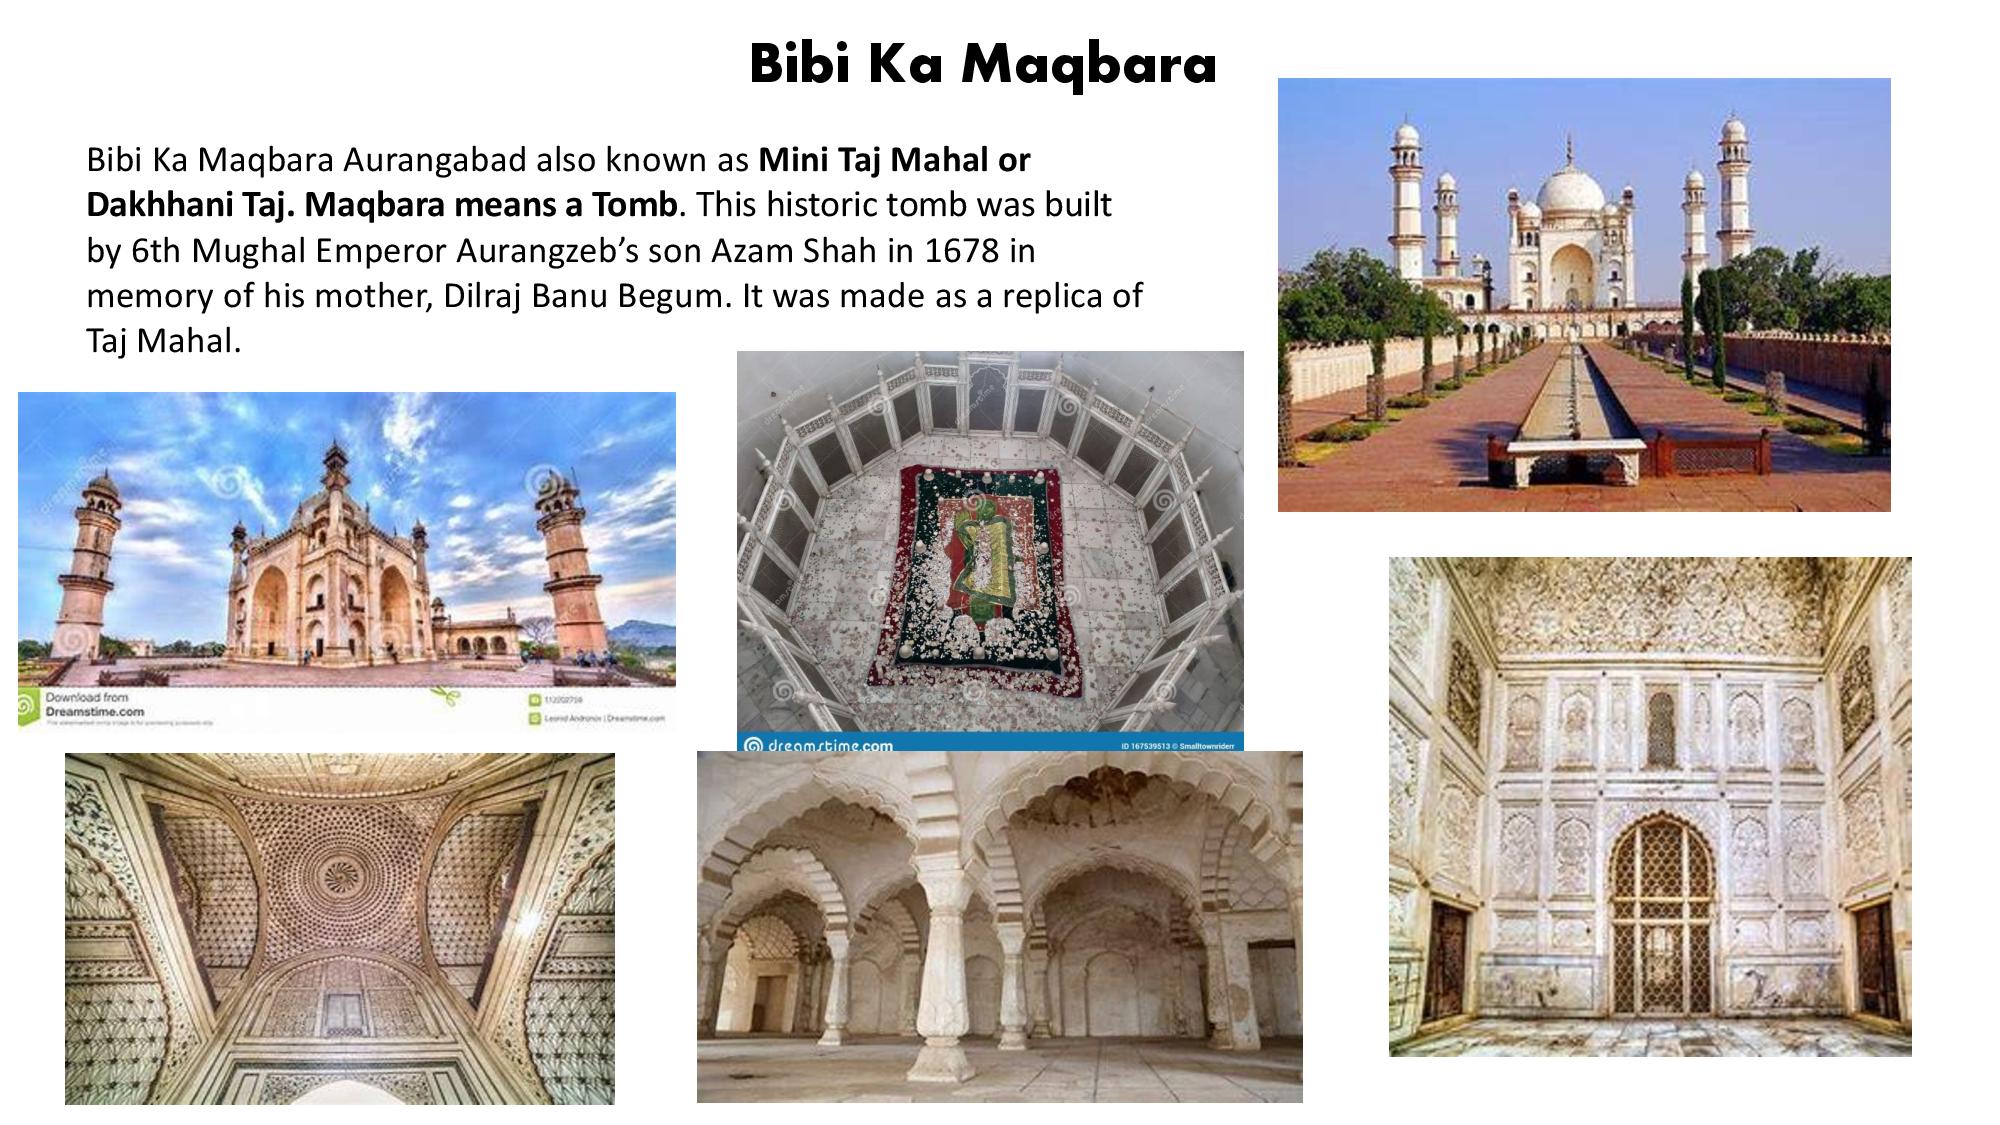 Bibi Ka Maqbara
Bibi Ka Maqbara Aurangabad also known as Mini Taj Mahal or
Dakhhani Taj. Maqbara means a Tomb. This historic tomb was built
by 6th Mughal Emperor Aurangzeb’s son Azam Shah in 1678 in
memory of his mother, Dilraj Banu Begum. It was made as a replica of
Taj Mahal.
Download from
Dreamstime.com
Leonid Andronov | Dreamstime.com
dreamstime.com
ID 167539513 © Smalltownriderr